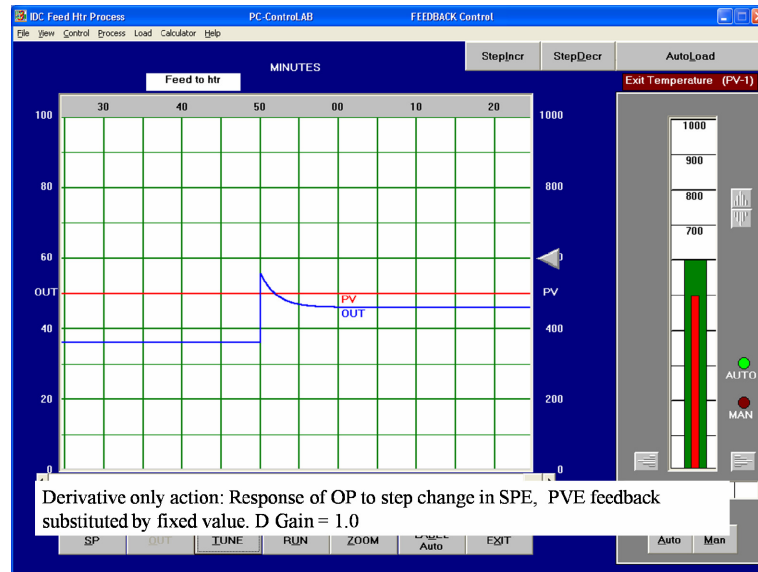 IDC Feed Htr Process PC-ControLAB FEEDBACK Control
File View Control Process Load Calculator Help
StepIncr StepDecr AutoLoad
MINUTES
Feed to htr
Exit Temperature (PV-1)
30 40 50 00 10 20
100 1000
80 800
60
OUT PV
40 400
20 200
0 0
PV
OUT
1000
900
800
700
AUTO
MAN
Derivative only action: Response of OP to step change in SPE, PVE feedback
substituted by fixed value. D Gain = 1.0
SP OUT TUNE RUN ZOOM LABEL EXIT
Auto
Auto Man